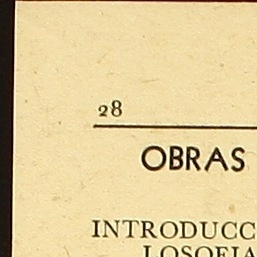 28
OBRAS
INTRODUCC
LOSOFIA